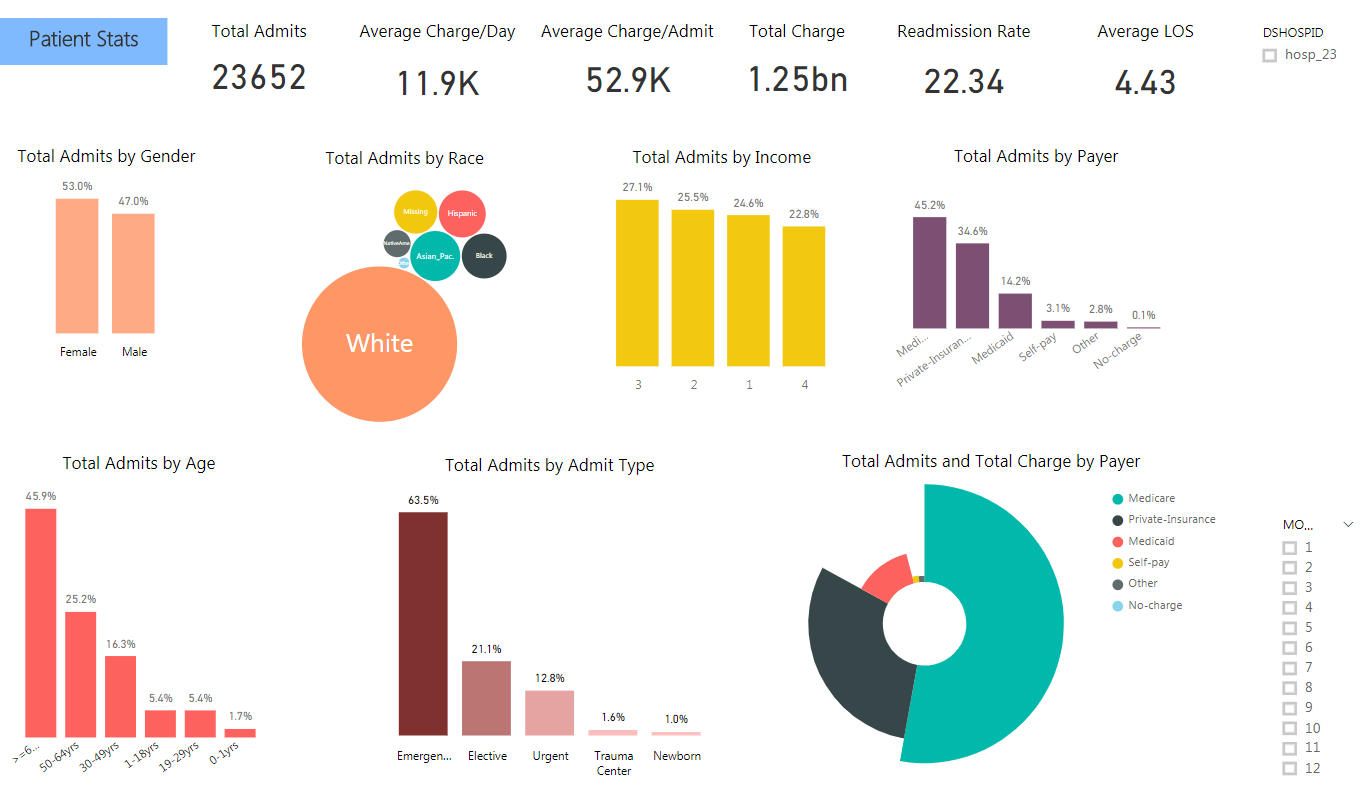 Patient Stats
Total Admits
23652
Average Charge/Day
11.9K
Average Charge/Admit
52.9K
Total Charge
1.25bn
Readmission Rate
22.34
Average LOS
4.43
DSHOSPID
hosp_23
Total Admits by Gender
53.0%
47.0%
Female
Male
Total Admits by Race
Missing
Hispanic
NativeAme
Asian_Pac.
Black
White
Total Admits by Income
27.1%
25.5%
24.6%
22.8%
3
2
1
4
Total Admits by Payer
45.2%
34.6%
14.2%
3.1%
2.8%
0.1%
Medi...
Private-Insuran...
Medicaid
Self-pay
Other
No-charge
Total Admits by Age
45.9%
25.2%
16.3%
5.4%
5.4%
1.7%
>=6...
50-64yrs
30-49yrs
1-18yrs
19-29yrs
0-1yrs
Total Admits by Admit Type
63.5%
21.1%
12.8%
1.6%
1.0%
Emergen...
Elective
Urgent
Trauma
Center
Newborn
Total Admits and Total Charge by Payer
Medicare
Private-Insurance
Medicaid
Self-pay
Other
No-charge
MO...
1
2
3
4
5
6
7
8
9
10
11
12